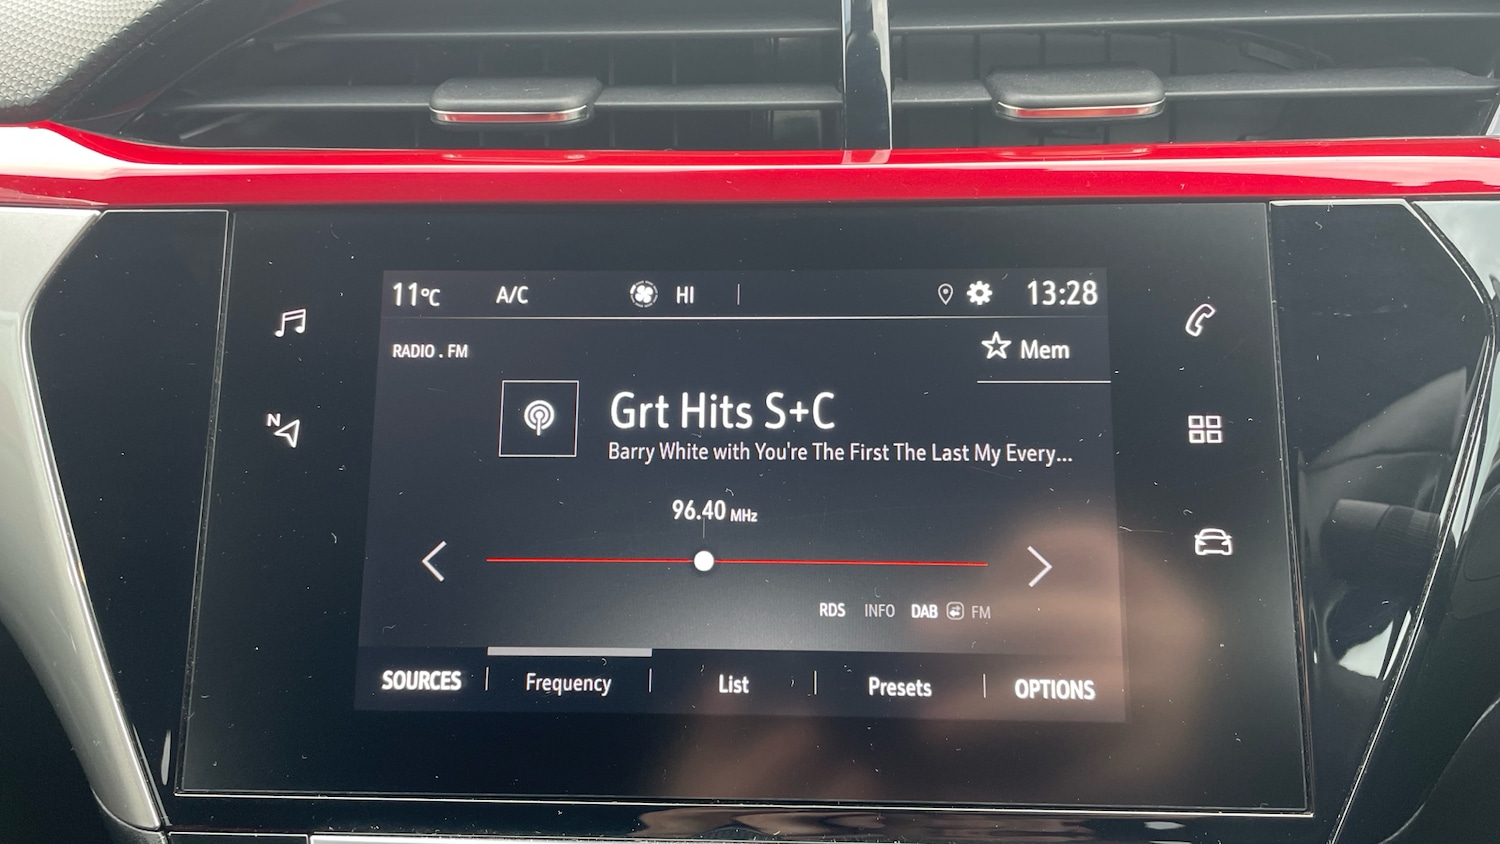 11°C A/C HI 13:28
RADIO . FM
Mem
Grt Hits S+C
Barry White with You're The First The Last My Every...
N
96.40 MHz
RDS INFO DAB FM
SOURCES Frequency List Presets OPTIONS